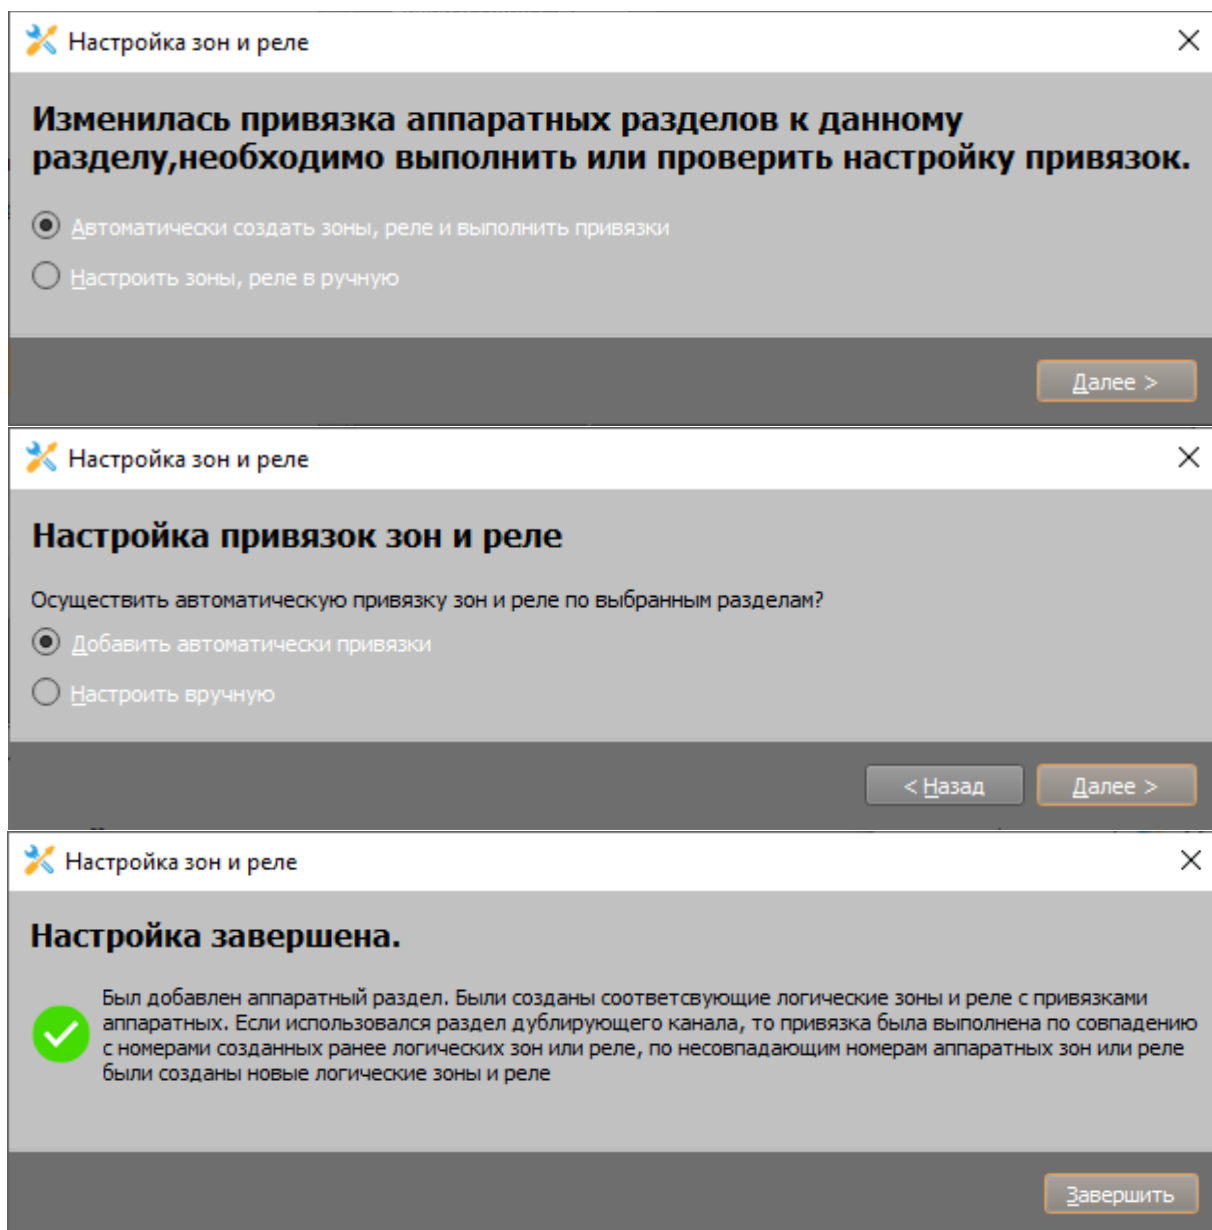 Настройка зон и реле
Изменилась привязка аппаратных разделов к данному
разделу,необходимо выполнить или проверить настройку привязок.
Автоматически создать зоны, реле и выполнить привязки
Настроить зоны, реле в ручную
Далее >
Настройка зон и реле
Настройка привязок зон и реле
Осуществить автоматическую привязку зон и реле по выбранным разделам?
Добавить автоматически привязки
Настроить вручную
< Назад
Далее >
Настройка зон и реле
Настройка завершена.
Был добавлен аппаратный раздел. Были созданы соответсвующие логические зоны и реле с привязками
аппаратных. Если использовался раздел дублирующего канала, то привязка была выполнена по совпадению
с номерами созданных ранее логических зон или реле, по несовпадающим номерам аппаратных зон или реле
были созданы новые логические зоны и реле
Завершить